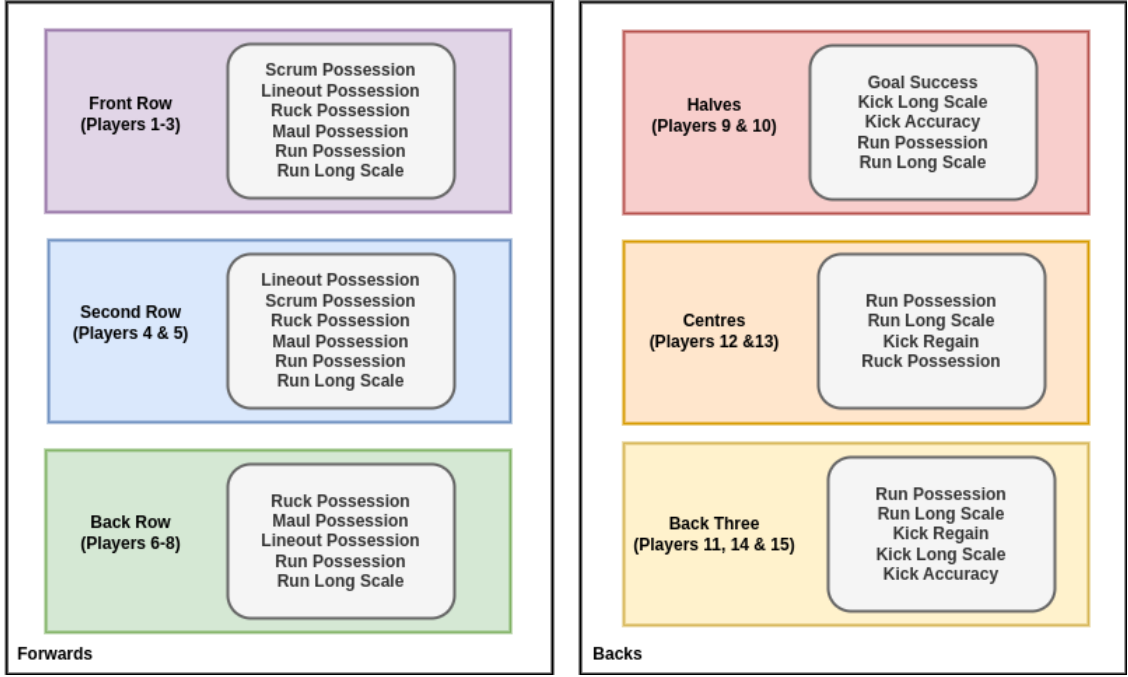 Front Row
(Players 1-3)
Scrum Possession
Lineout Possession
Ruck Possession
Maul Possession
Run Possession
Run Long Scale
Second Row
(Players 4 & 5)
Lineout Possession
Scrum Possession
Ruck Possession
Maul Possession
Run Possession
Run Long Scale
Back Row
(Players 6-8)
Ruck Possession
Maul Possession
Lineout Possession
Run Possession
Run Long Scale
Forwards
Halves
(Players 9 & 10)
Goal Success
Kick Long Scale
Kick Accuracy
Run Possession
Run Long Scale
Centres
(Players 12 &13)
Run Possession
Run Long Scale
Kick Regain
Ruck Possession
Back Three
(Players 11, 14 & 15)
Run Possession
Run Long Scale
Kick Regain
Kick Long Scale
Kick Accuracy
Backs